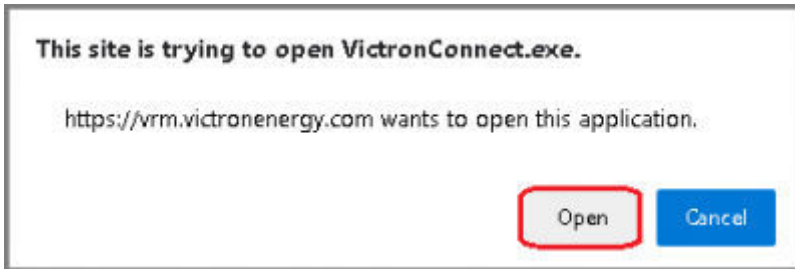 This site is trying to open VictronConnect.exe.
https://vrm.victronenergy.com wants to open this application.
Open
Cancel